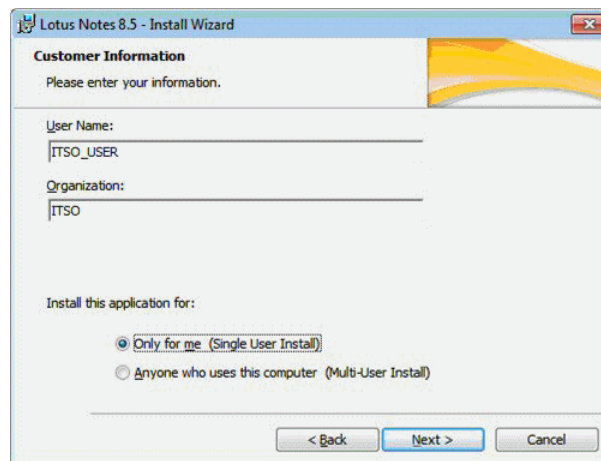 Lotus Notes 8.5 - Install Wizard
Customer Information
Please enter your information.
User Name:
ITSO_USER
Organization:
ITSO
Install this application for:
Only for me (Single User Install)
Anyone who uses this computer (Multi-User Install)
< Back Next > Cancel